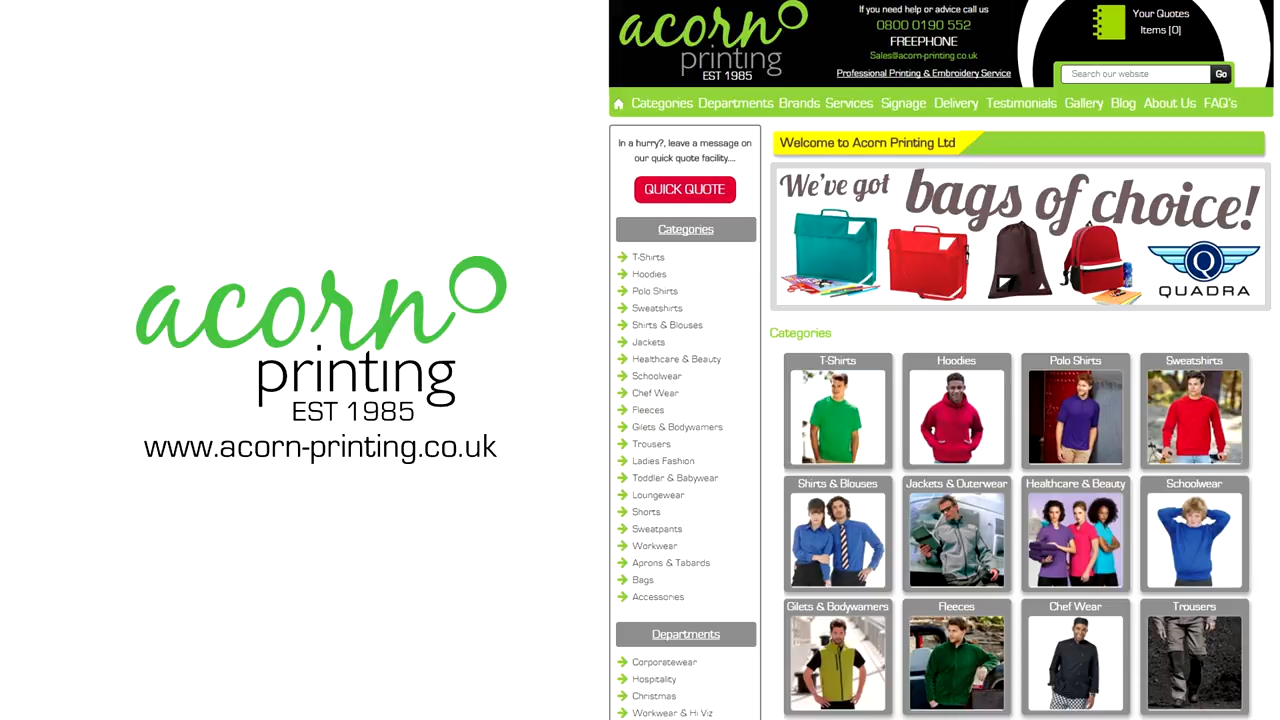 acorn
printing
EST 1985
www.acorn-printing.co.uk
acorn
printing
EST 1985
If you need help or advice call us
0800 0190 552
FREEPHONE
Sales@acorn-printing.co.uk
Professional Printing & Embroidery Service
Your Quotes
Items [0]
Search our website
Go
Categories Departments Brands Services Signage Delivery Testimonials Gallery Blog About Us FAQ's
In a hurry?, leave a message on
our quick quote facility....
QUICK QUOTE
Categories
T-Shirts
Hoodies
Polo Shirts
Sweatshirts
Shirts & Blouses
Jackets
Healthcare & Beauty
Schoolwear
Chef Wear
Fleeces
Gilets & Bodywamers
Trousers
Ladies Fashion
Toddler & Babywear
Loungewear
Shorts
Sweatpants
Workwear
Aprons & Tabards
Bags
Accessories
Departments
Corporatewear
Hospitality
Christmas
Workwear & Hi Viz
Welcome to Acorn Printing Ltd
We've got bags of choice!
Q
QUADRA
Categories
T-Shirts
Hoodies
Polo Shirts
Sweatshirts
Shirts & Blouses
Jackets & Outerwear
Healthcare & Beauty
Schoolwear
Gilets & Bodywamers
Fleeces
Chef Wear
Trousers